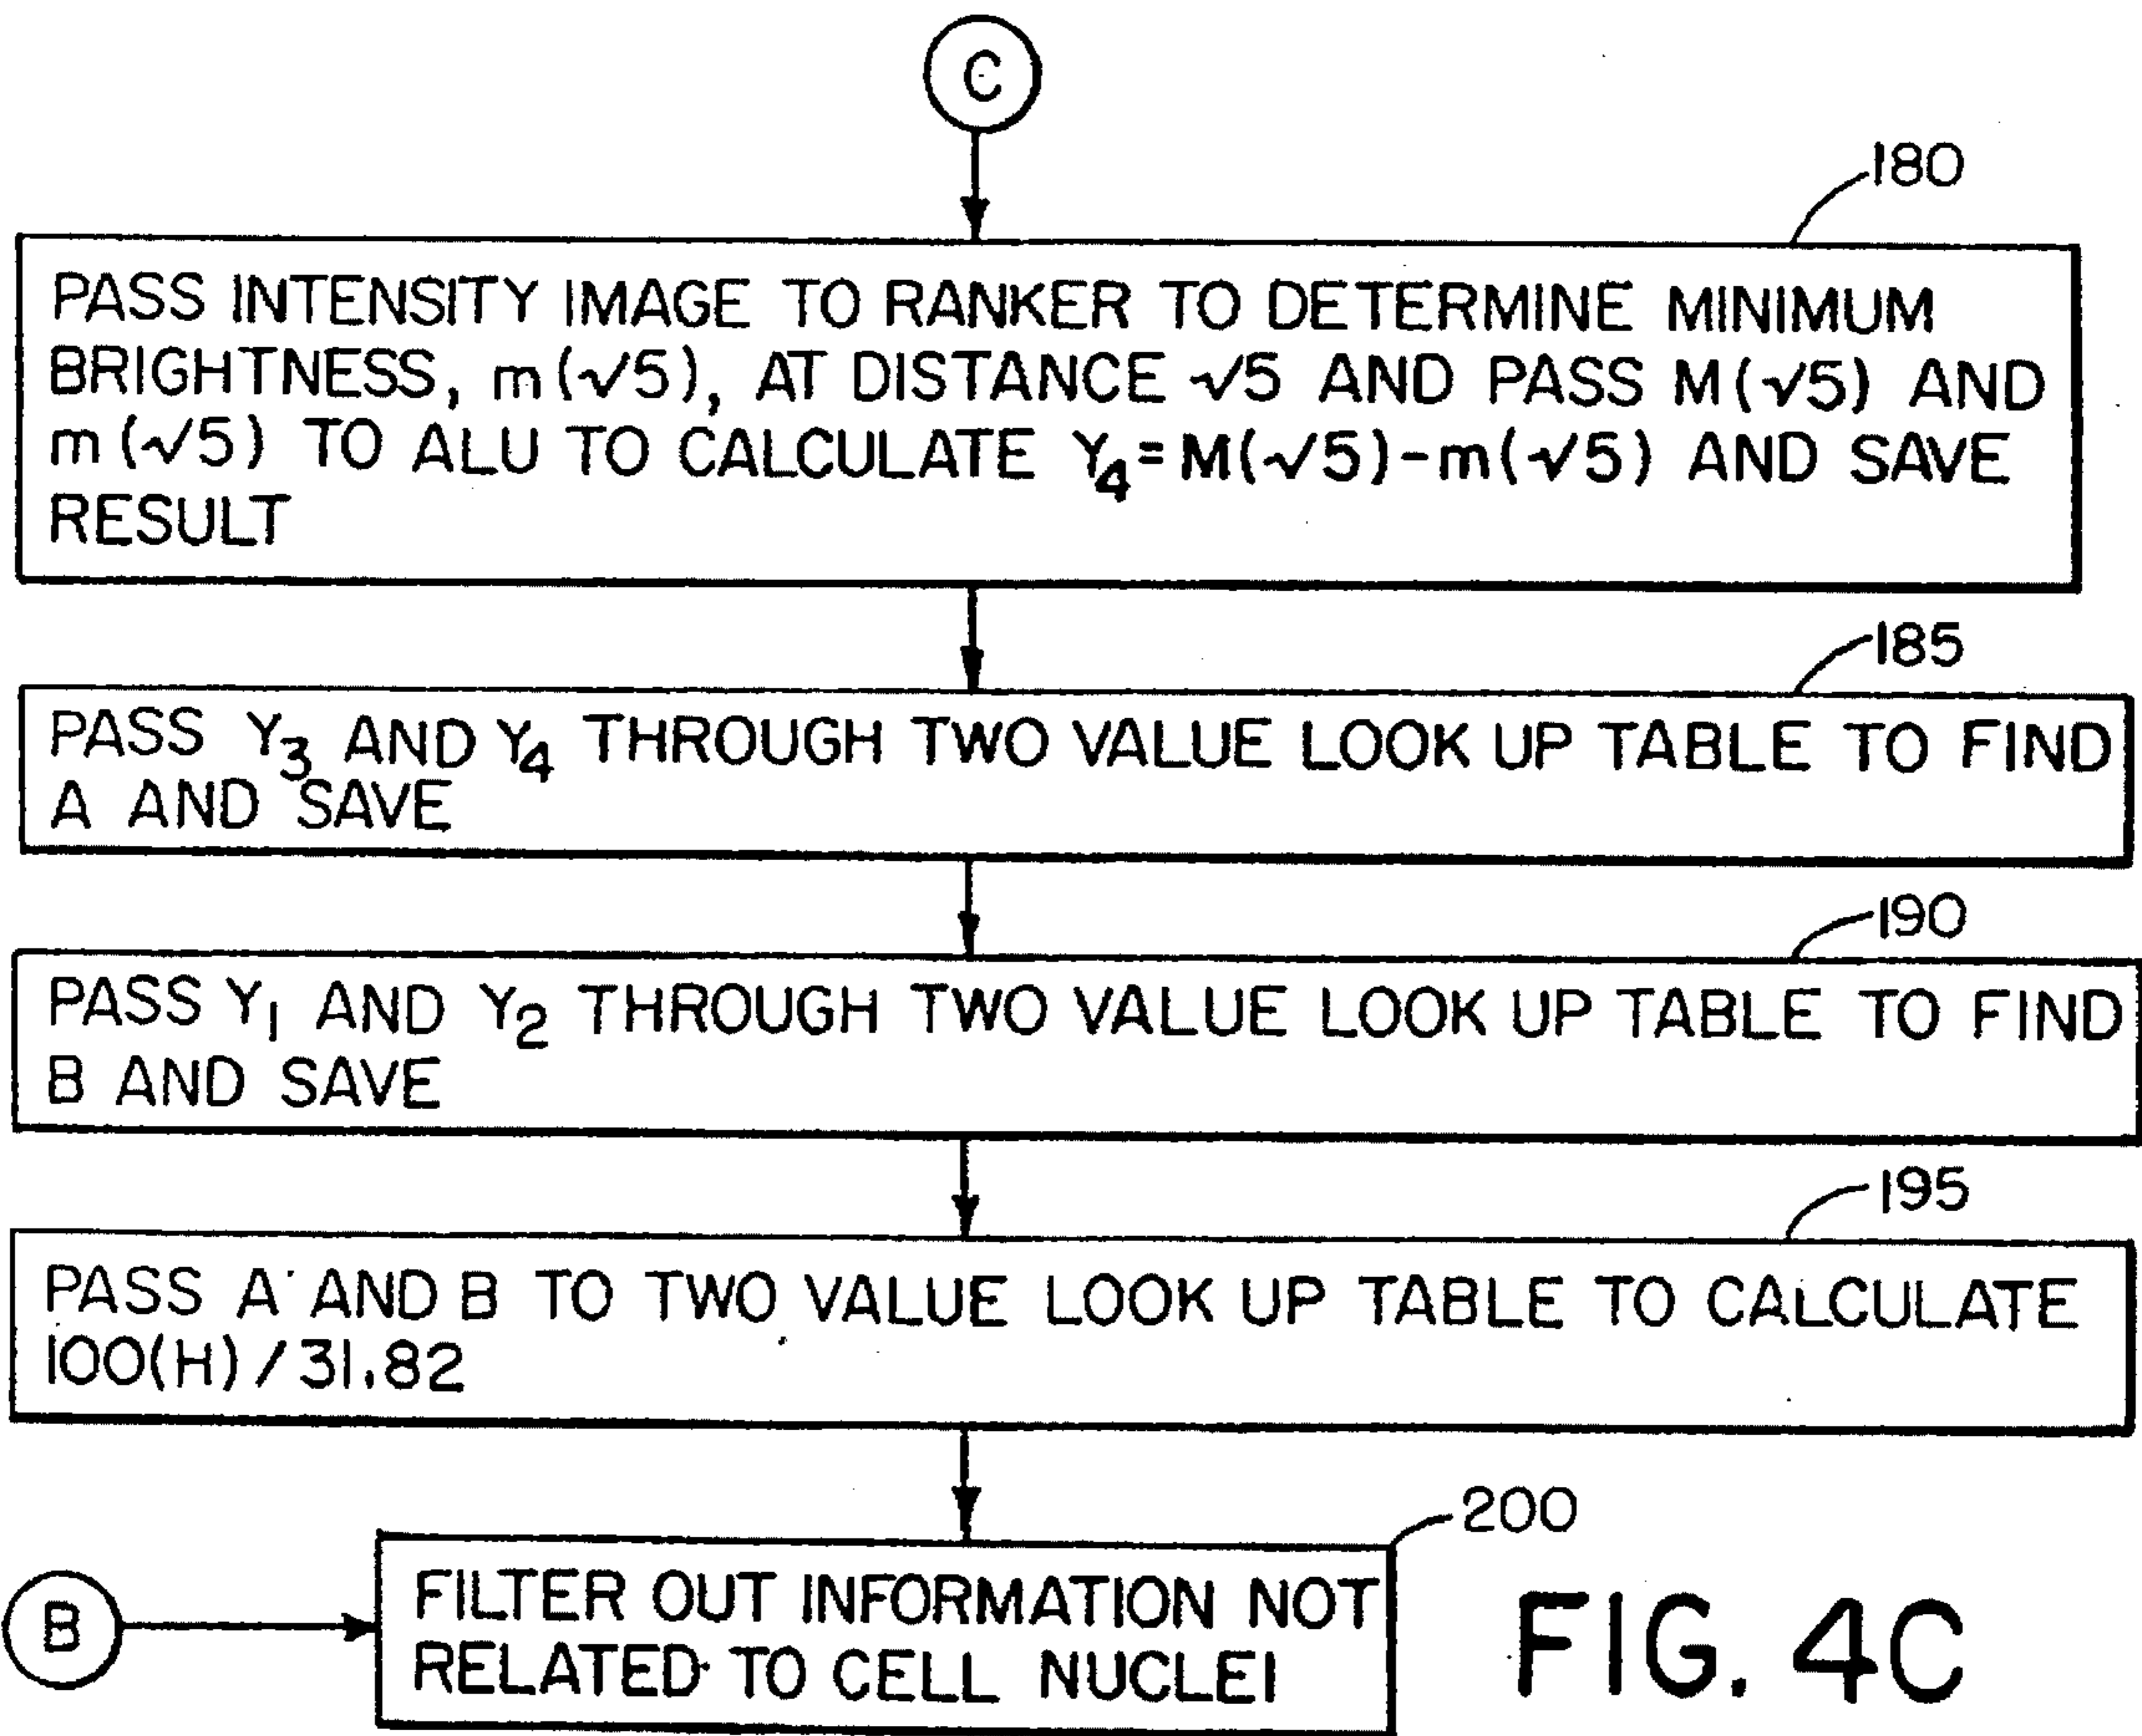 C
180
PASS INTENSITY IMAGE TO RANKER TO DETERMINE MINIMUM
BRIGHTNESS, m(√5), AT DISTANCE √5 AND PASS M(√5) AND
m(√5) TO ALU TO CALCULATE Y₄=M(√5)-m(√5) AND SAVE
RESULT
185
PASS Y₃ AND Y₄ THROUGH TWO VALUE LOOK UP TABLE TO FIND
A AND SAVE
190
PASS Y₁ AND Y₂ THROUGH TWO VALUE LOOK UP TABLE TO FIND
B AND SAVE
195
PASS A AND B TO TWO VALUE LOOK UP TABLE TO CALCULATE
100(H)/31.82
200
B
FILTER OUT INFORMATION NOT
RELATED TO CELL NUCLEI
FIG. 4C